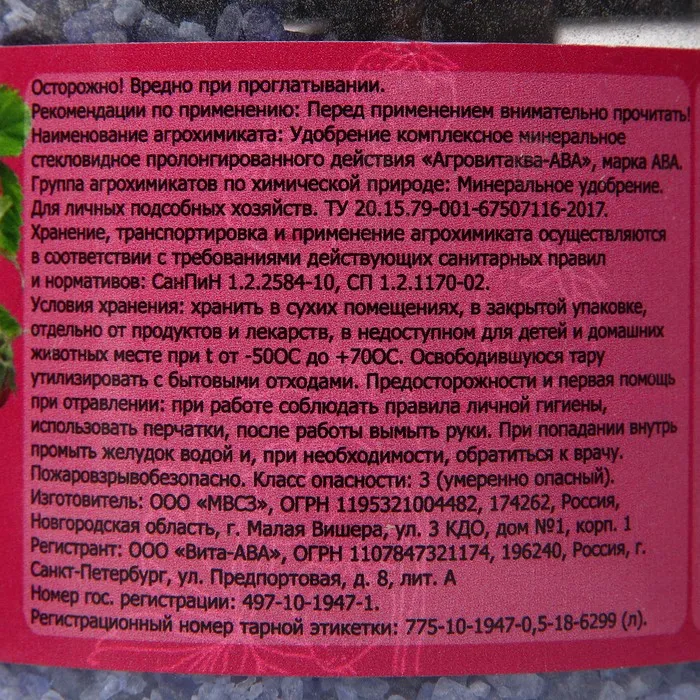 Осторожно! Вредно при проглатывании.
Рекомендации по применению: Перед применением внимательно прочитать!
Наименование агрохимиката: Удобрение комплексное минеральное
стекловидное пролонгированного действия «Агровитаква-АВА», марка АВА.
Группа агрохимикатов по химической природе: Минеральное удобрение.
Для личных подсобных хозяйств. ТУ 20.15.79-001-67507116-2017.
Хранение, транспортировка и применение агрохимиката осуществляются
в соответствии с требованиями действующих санитарных правил
и нормативов: СанПиН 1.2.2584-10, СП 1.2.1170-02.
Условия хранения: хранить в сухих помещениях, в закрытой упаковке,
отдельно от продуктов и лекарств, в недоступном для детей и домашних
животных месте при t от -50ОС до +70ОС. Освободившуюся тару
утилизировать с бытовыми отходами. Предосторожности и первая помощь
при отравлении: при работе соблюдать правила личной гигиены,
использовать перчатки, после работы вымыть руки. При попадании внутрь
промыть желудок водой и, при необходимости, обратиться к врачу.
Пожаровзрывобезопасно. Класс опасности: 3 (умеренно опасный).
Изготовитель: ООО «МВСЗ», ОГРН 1195321004482, 174262, Россия,
Новгородская область, г. Малая Вишера, ул. 3 КДО, дом №1, корп. 1
Регистрант: ООО «Вита-АВА», ОГРН 1107847321174, 196240, Россия, г.
Санкт-Петербург, ул. Предпортовая, д. 8, лит. А
Номер гос. регистрации: 497-10-1947-1.
Регистрационный номер тарной этикетки: 775-10-1947-0,5-18-6299 (л).